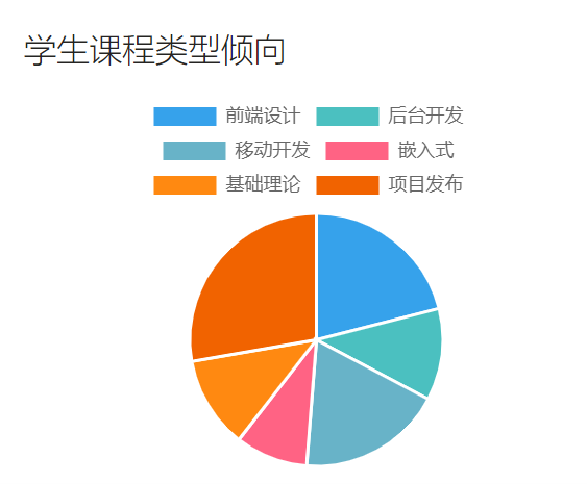 学生课程类型倾向
前端设计 后台开发
移动开发 嵌入式
基础理论 项目发布